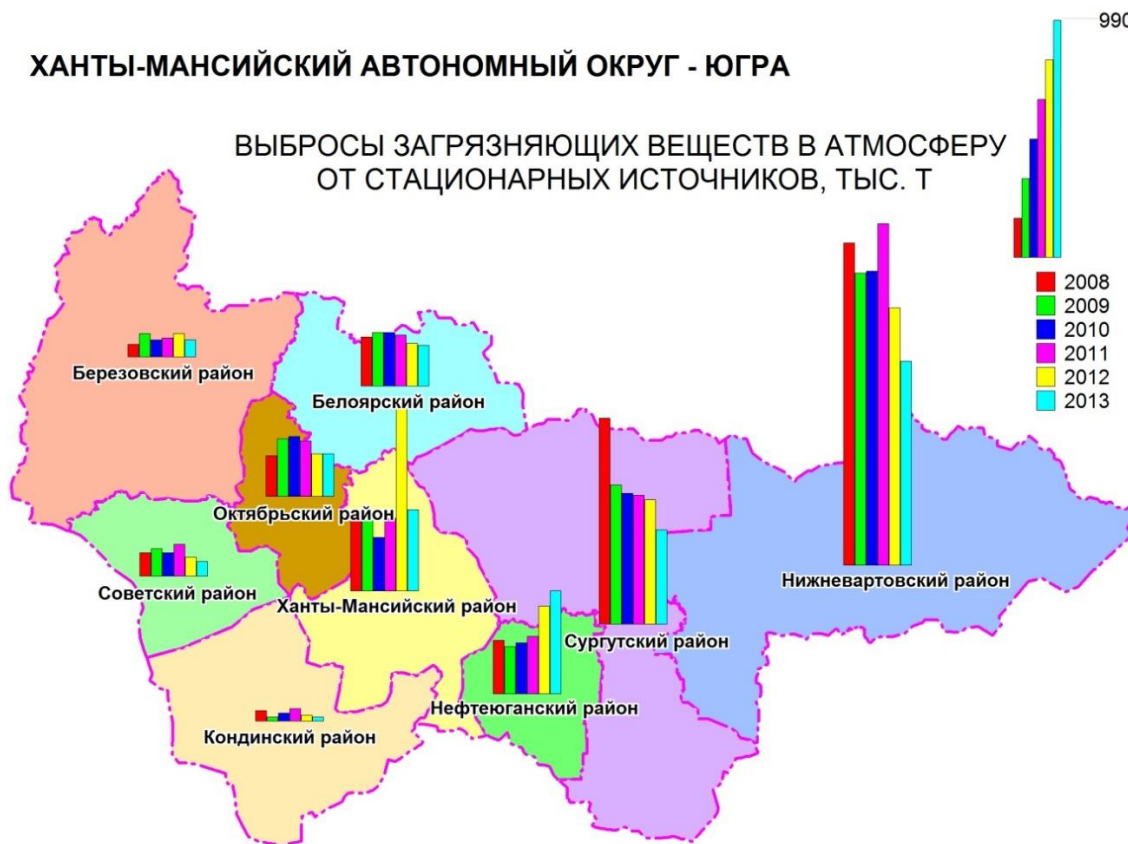 990
ХАНТЫ-МАНСИЙСКИЙ АВТОНОМНЫЙ ОКРУГ - ЮГРА
ВЫБРОСЫ ЗАГРЯЗНЯЮЩИХ ВЕЩЕСТВ В АТМОСФЕРУ
ОТ СТАЦИОНАРНЫХ ИСТОЧНИКОВ, ТЫС. Т
2008
2009
2010
2011
2012
2013
Березовский район
Белоярский район
Октябрьский район
Советский район
Ханты-Мансийский район
Нижневартовский район
Сургутский район
Нефтеюганский район
Кондинский район